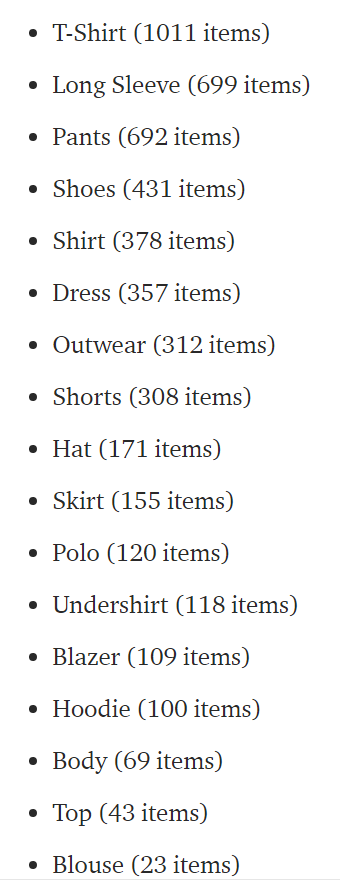 • T-Shirt (1011 items)
• Long Sleeve (699 items)
• Pants (692 items)
• Shoes (431 items)
• Shirt (378 items)
• Dress (357 items)
• Outwear (312 items)
• Shorts (308 items)
• Hat (171 items)
• Skirt (155 items)
• Polo (120 items)
• Undershirt (118 items)
• Blazer (109 items)
• Hoodie (100 items)
• Body (69 items)
• Top (43 items)
• Blouse (23 items)